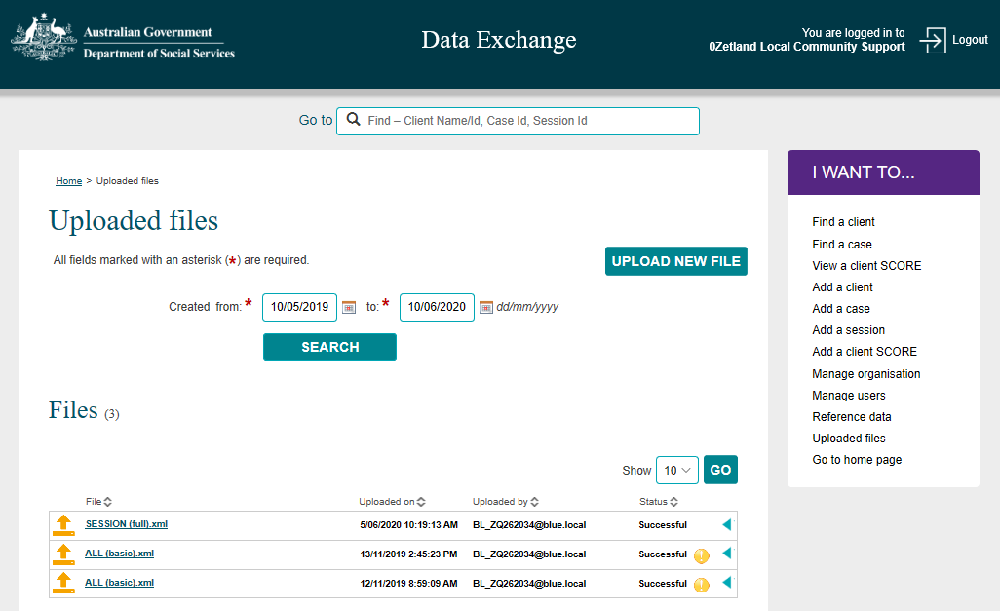 Australian Government
Department of Social Services
Data Exchange
You are logged in to
0Zetland Local Community Support
Logout
Go to
Find – Client Name/Id, Case Id, Session Id
Home > Uploaded files
Uploaded files
All fields marked with an asterisk (*) are required.
UPLOAD NEW FILE
Created from:* 10/05/2019 to:* 10/06/2020 dd/mm/yyyy
SEARCH
Files (3)
Show 10 GO
File Uploaded on Uploaded by Status
SESSION (full).xml 5/06/2020 10:19:13 AM BL_ZQ262034@blue.local Successful
ALL (basic).xml 13/11/2019 2:45:23 PM BL_ZQ262034@blue.local Successful
ALL (basic).xml 12/11/2019 8:59:09 AM BL_ZQ262034@blue.local Successful
I WANT TO...
Find a client
Find a case
View a client SCORE
Add a client
Add a case
Add a session
Add a client SCORE
Manage organisation
Manage users
Reference data
Uploaded files
Go to home page